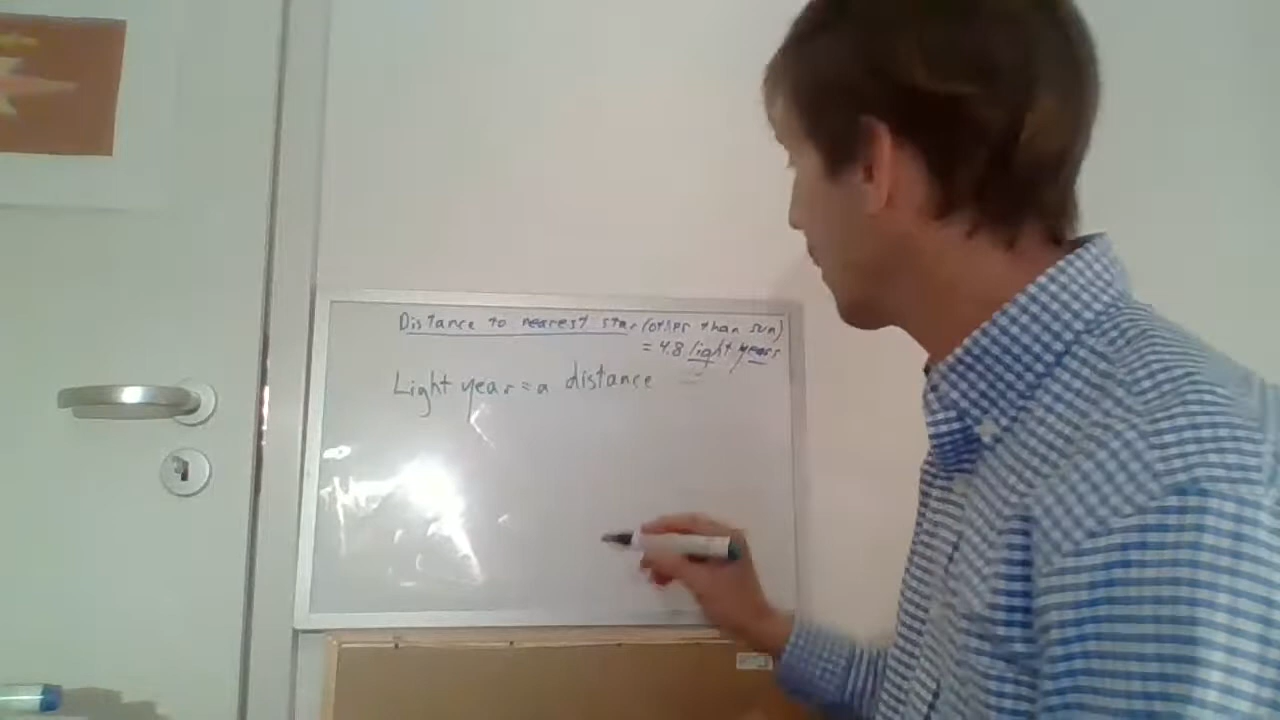 Distance to nearest star (other than sun)
= 4.8 light years
Light year = a distance